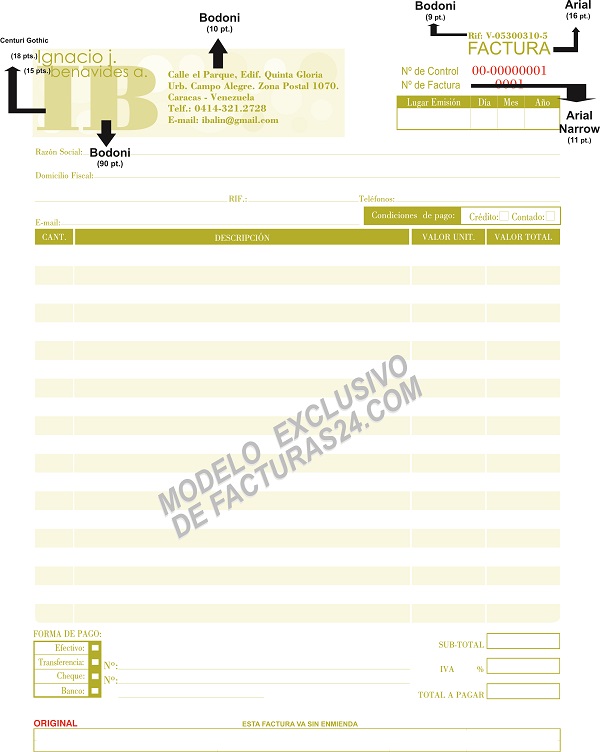 Bodoni
(10 pt.)
Bodoni
(9 pt.)
Arial
(16 pt.)
Centuri Gothic
(18 pts.)
(15 pts.)
Ignacio j.
benavides a.
IB
Calle el Parque, Edif. Quinta Gloria
Urb. Campo Alegre. Zona Postal 1070.
Caracas - Venezuela
Telf.: 0414-321.2728
E-mail: ibalin@gmail.com
Rif: V-05300310-5
FACTURA
Nº de Control 00-00000001
Nº de Factura 0001
Lugar Emisión Día Mes Año
Arial
Narrow
(11 pt.)
Bodoni
(90 pt.)
Razón Social:
Domicilio Fiscal:
RIF.: Teléfonos:
E-mail:
Condiciones de pago: Crédito: Contado:
CANT. DESCRIPCIÓN VALOR UNIT. VALOR TOTAL
MODELO EXCLUSIVO
DE FACTURAS24.COM
FORMA DE PAGO:
Efectivo:
Transferencia: Nº:
Cheque: Nº:
Banco:
SUB-TOTAL
IVA %
TOTAL A PAGAR
ORIGINAL
ESTA FACTURA VA SIN ENMIENDA